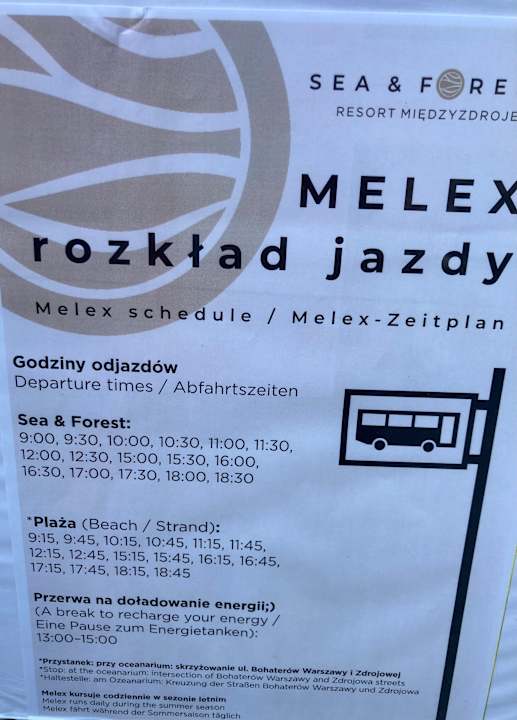 SEA & FORE
RESORT MIĘDZYZDROJE
MELEX
rozkład jazdy
Melex schedule / Melex-Zeitplan
Godziny odjazdów
Departure times / Abfahrtszeiten
Sea & Forest:
9:00, 9:30, 10:00, 10:30, 11:00, 11:30,
12:00, 12:30, 15:00, 15:30, 16:00,
16:30, 17:00, 17:30, 18:00, 18:30
*Plaża (Beach / Strand):
9:15, 9:45, 10:15, 10:45, 11:15, 11:45,
12:15, 12:45, 15:15, 15:45, 16:15, 16:45,
17:15, 17:45, 18:15, 18:45
Przerwa na doładowanie energii;)
(A break to recharge your energy /
Eine Pause zum Energietanken):
13:00–15:00
*Przystanek: przy oceanarium: skrzyżowanie ul. Bohaterów Warszawy i Zdrojowej
*Stop: at the oceanarium: intersection of Bohaterów Warszawy and Zdrojowa streets
*Haltestelle: am Ozeanarium: Kreuzung der Straßen Bohaterów Warszawy und Zdrojowa
Melex kursuje codziennie w sezonie letnim
Melex runs daily during the summer season
Melex fährt während der Sommersaison täglich